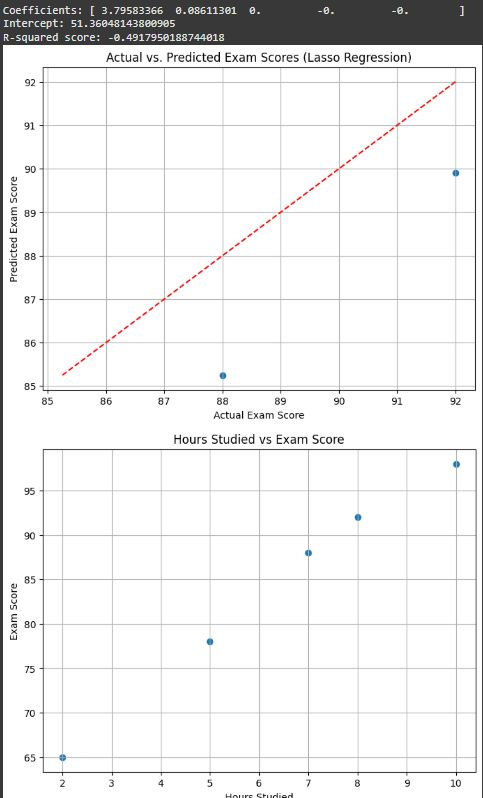 Coefficients: [ 3.79583366  0.08611301  0.         -0.         -0.        ]
Intercept: 51.36048143800905
R-squared score: -0.4917950188744018
Actual vs. Predicted Exam Scores (Lasso Regression)
92
91
90
89
88
87
86
85
Predicted Exam Score
85 86 87 88 89 90 91 92
Actual Exam Score
Hours Studied vs Exam Score
95
90
85
80
75
70
65
Exam Score
2 3 4 5 6 7 8 9 10
Hours Studied